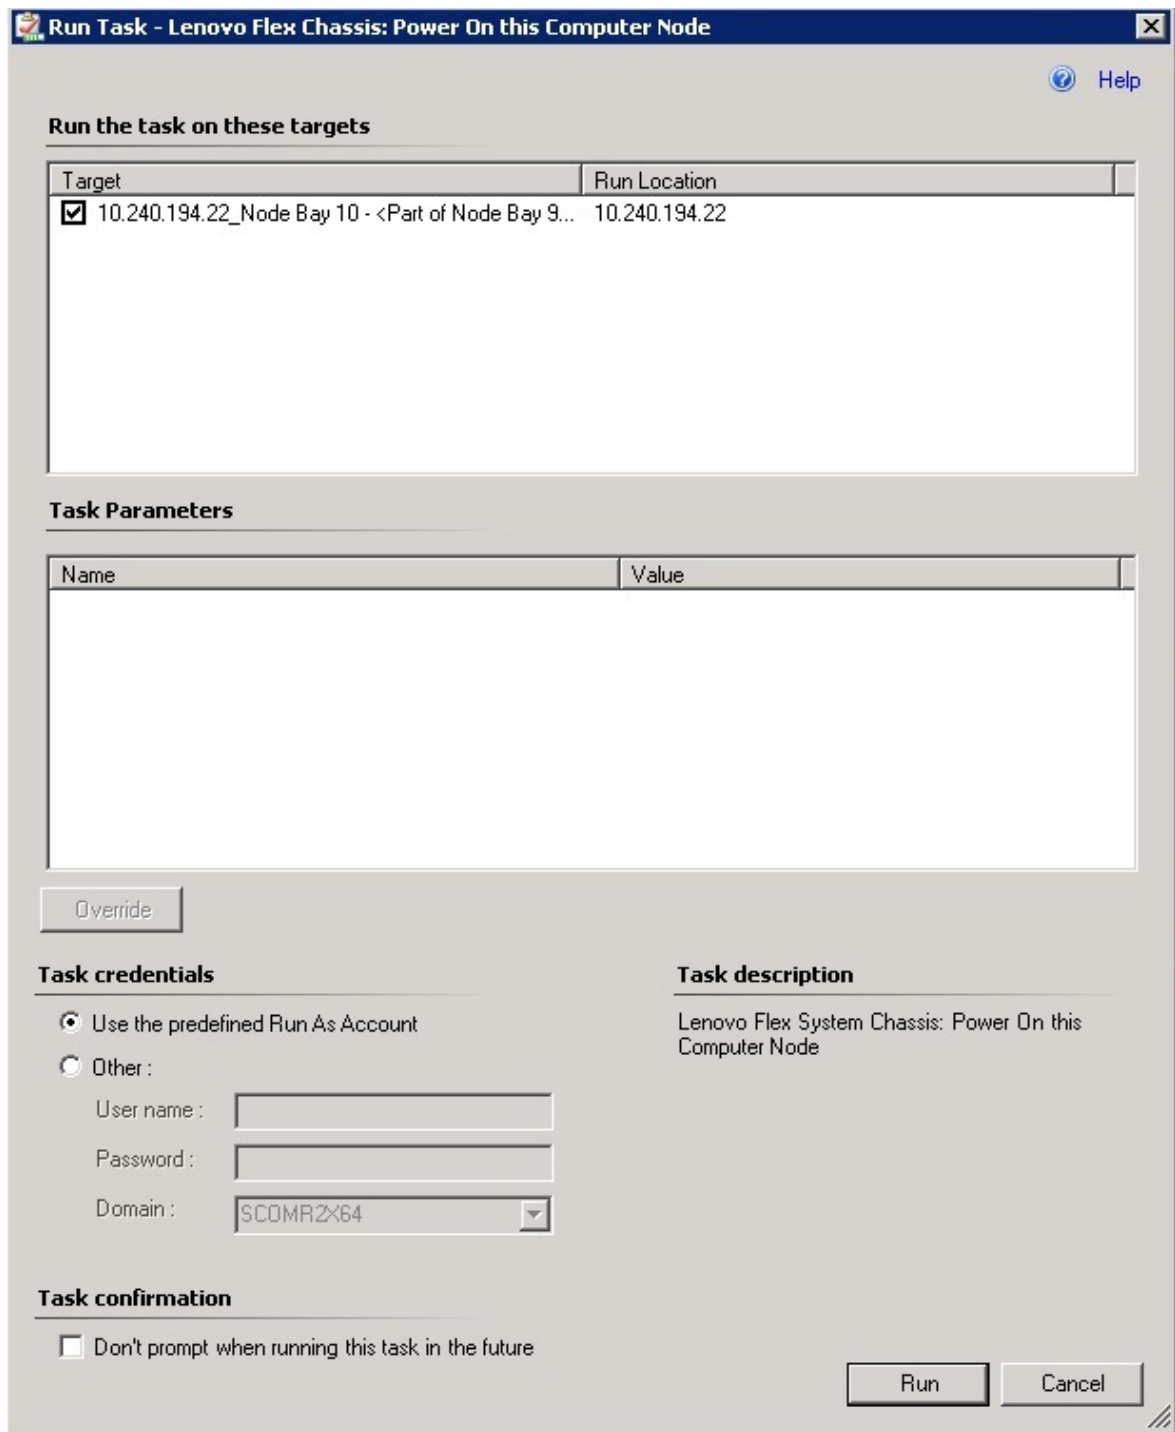 Run Task - Lenovo Flex Chassis: Power On this Computer Node
Help
Run the task on these targets
Target Run Location
10.240.194.22_Node Bay 10 - <Part of Node Bay 9... 10.240.194.22
Task Parameters
Name Value
Override
Task credentials
Use the predefined Run As Account
Other :
User name :
Password :
Domain : SCOMR2X64
Task description
Lenovo Flex System Chassis: Power On this
Computer Node
Task confirmation
Don't prompt when running this task in the future
Run Cancel